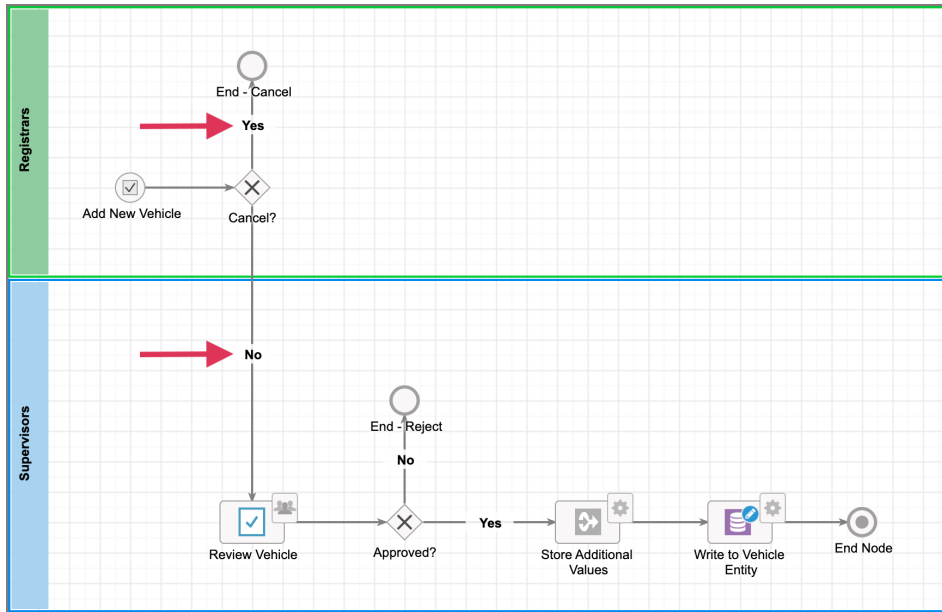 Registrars
End - Cancel
Yes
Add New Vehicle
Cancel?
Supervisors
No
End - Reject
No
Yes
Review Vehicle
Approved?
Store Additional
Values
Write to Vehicle
Entity
End Node